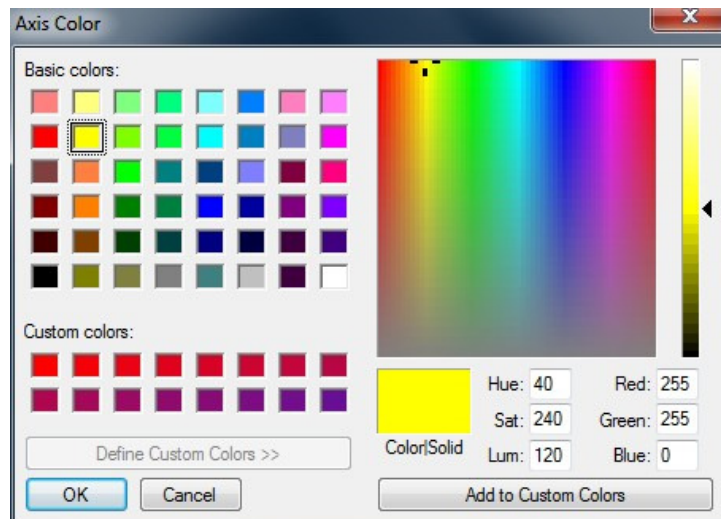 Axis Color
Basic colors:
Custom colors:
Define Custom Colors >>
OK
Cancel
Color|Solid
Hue: 40
Sat: 240
Lum: 120
Red: 255
Green: 255
Blue: 0
Add to Custom Colors